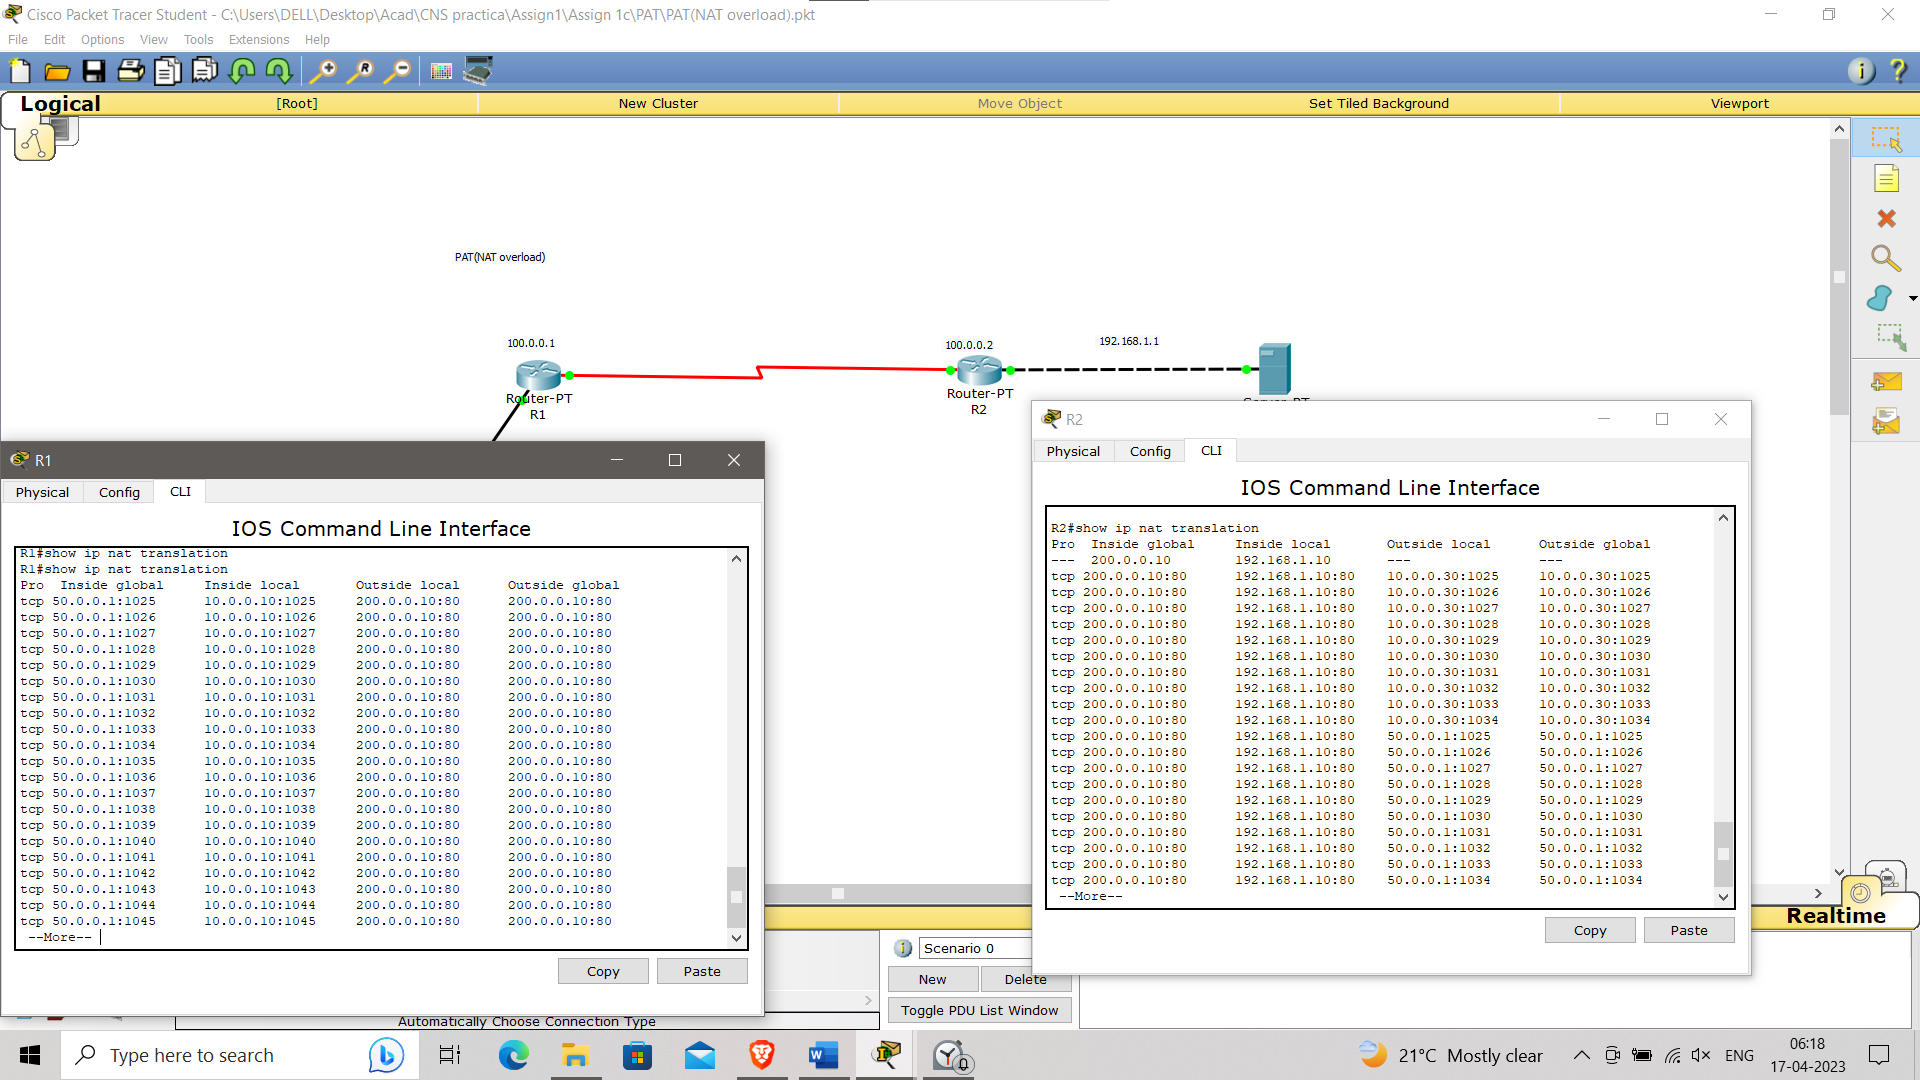 Cisco Packet Tracer Student - C:\Users\DELL\Desktop\Acad\CNS practica\Assign1\Assign 1c\PAT\PAT(NAT overload).pkt
File Edit Options View Tools Extensions Help
Logical [Root] New Cluster Move Object Set Tiled Background Viewport
PAT(NAT overload)
100.0.0.1
Router-PT
R1
100.0.0.2
Router-PT
R2
192.168.1.1
R1
Physical Config CLI
IOS Command Line Interface
R1#show ip nat translation
R1#show ip nat translation
Pro Inside global Inside local Outside local Outside global
tcp 50.0.0.1:1025 10.0.0.10:1025 200.0.0.10:80 200.0.0.10:80
tcp 50.0.0.1:1026 10.0.0.10:1026 200.0.0.10:80 200.0.0.10:80
tcp 50.0.0.1:1027 10.0.0.10:1027 200.0.0.10:80 200.0.0.10:80
tcp 50.0.0.1:1028 10.0.0.10:1028 200.0.0.10:80 200.0.0.10:80
tcp 50.0.0.1:1029 10.0.0.10:1029 200.0.0.10:80 200.0.0.10:80
tcp 50.0.0.1:1030 10.0.0.10:1030 200.0.0.10:80 200.0.0.10:80
tcp 50.0.0.1:1031 10.0.0.10:1031 200.0.0.10:80 200.0.0.10:80
tcp 50.0.0.1:1032 10.0.0.10:1032 200.0.0.10:80 200.0.0.10:80
tcp 50.0.0.1:1033 10.0.0.10:1033 200.0.0.10:80 200.0.0.10:80
tcp 50.0.0.1:1034 10.0.0.10:1034 200.0.0.10:80 200.0.0.10:80
tcp 50.0.0.1:1035 10.0.0.10:1035 200.0.0.10:80 200.0.0.10:80
tcp 50.0.0.1:1036 10.0.0.10:1036 200.0.0.10:80 200.0.0.10:80
tcp 50.0.0.1:1037 10.0.0.10:1037 200.0.0.10:80 200.0.0.10:80
tcp 50.0.0.1:1038 10.0.0.10:1038 200.0.0.10:80 200.0.0.10:80
tcp 50.0.0.1:1039 10.0.0.10:1039 200.0.0.10:80 200.0.0.10:80
tcp 50.0.0.1:1040 10.0.0.10:1040 200.0.0.10:80 200.0.0.10:80
tcp 50.0.0.1:1041 10.0.0.10:1041 200.0.0.10:80 200.0.0.10:80
tcp 50.0.0.1:1042 10.0.0.10:1042 200.0.0.10:80 200.0.0.10:80
tcp 50.0.0.1:1043 10.0.0.10:1043 200.0.0.10:80 200.0.0.10:80
tcp 50.0.0.1:1044 10.0.0.10:1044 200.0.0.10:80 200.0.0.10:80
tcp 50.0.0.1:1045 10.0.0.10:1045 200.0.0.10:80 200.0.0.10:80
--More--
Copy Paste
R2
Physical Config CLI
IOS Command Line Interface
R2#show ip nat translation
Pro Inside global Inside local Outside local Outside global
--- 200.0.0.10 192.168.1.10 --- ---
tcp 200.0.0.10:80 192.168.1.10:80 10.0.0.30:1025 10.0.0.30:1025
tcp 200.0.0.10:80 192.168.1.10:80 10.0.0.30:1026 10.0.0.30:1026
tcp 200.0.0.10:80 192.168.1.10:80 10.0.0.30:1027 10.0.0.30:1027
tcp 200.0.0.10:80 192.168.1.10:80 10.0.0.30:1028 10.0.0.30:1028
tcp 200.0.0.10:80 192.168.1.10:80 10.0.0.30:1029 10.0.0.30:1029
tcp 200.0.0.10:80 192.168.1.10:80 10.0.0.30:1030 10.0.0.30:1030
tcp 200.0.0.10:80 192.168.1.10:80 10.0.0.30:1031 10.0.0.30:1031
tcp 200.0.0.10:80 192.168.1.10:80 10.0.0.30:1032 10.0.0.30:1032
tcp 200.0.0.10:80 192.168.1.10:80 10.0.0.30:1033 10.0.0.30:1033
tcp 200.0.0.10:80 192.168.1.10:80 10.0.0.30:1034 10.0.0.30:1034
tcp 200.0.0.10:80 192.168.1.10:80 50.0.0.1:1025 50.0.0.1:1025
tcp 200.0.0.10:80 192.168.1.10:80 50.0.0.1:1026 50.0.0.1:1026
tcp 200.0.0.10:80 192.168.1.10:80 50.0.0.1:1027 50.0.0.1:1027
tcp 200.0.0.10:80 192.168.1.10:80 50.0.0.1:1028 50.0.0.1:1028
tcp 200.0.0.10:80 192.168.1.10:80 50.0.0.1:1029 50.0.0.1:1029
tcp 200.0.0.10:80 192.168.1.10:80 50.0.0.1:1030 50.0.0.1:1030
tcp 200.0.0.10:80 192.168.1.10:80 50.0.0.1:1031 50.0.0.1:1031
tcp 200.0.0.10:80 192.168.1.10:80 50.0.0.1:1032 50.0.0.1:1032
tcp 200.0.0.10:80 192.168.1.10:80 50.0.0.1:1033 50.0.0.1:1033
tcp 200.0.0.10:80 192.168.1.10:80 50.0.0.1:1034 50.0.0.1:1034
--More--
Copy Paste
Realtime
Scenario 0
New Delete
Toggle PDU List Window
Automatically Choose Connection Type
Type here to search
21°C Mostly clear
ENG
06:18
17-04-2023